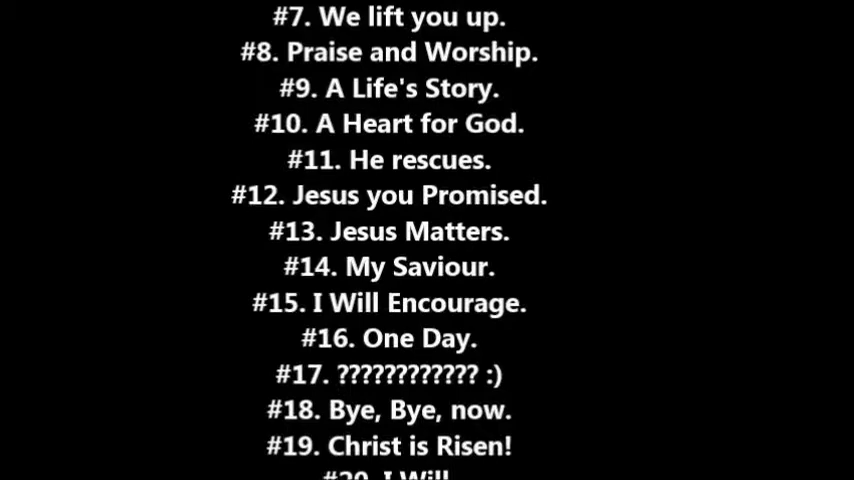 #7. We lift you up.
#8. Praise and Worship.
#9. A Life's Story.
#10. A Heart for God.
#11. He rescues.
#12. Jesus you Promised.
#13. Jesus Matters.
#14. My Saviour.
#15. I Will Encourage.
#16. One Day.
#17. ???????????? :)
#18. Bye, Bye, now.
#19. Christ is Risen!
#20. I Will